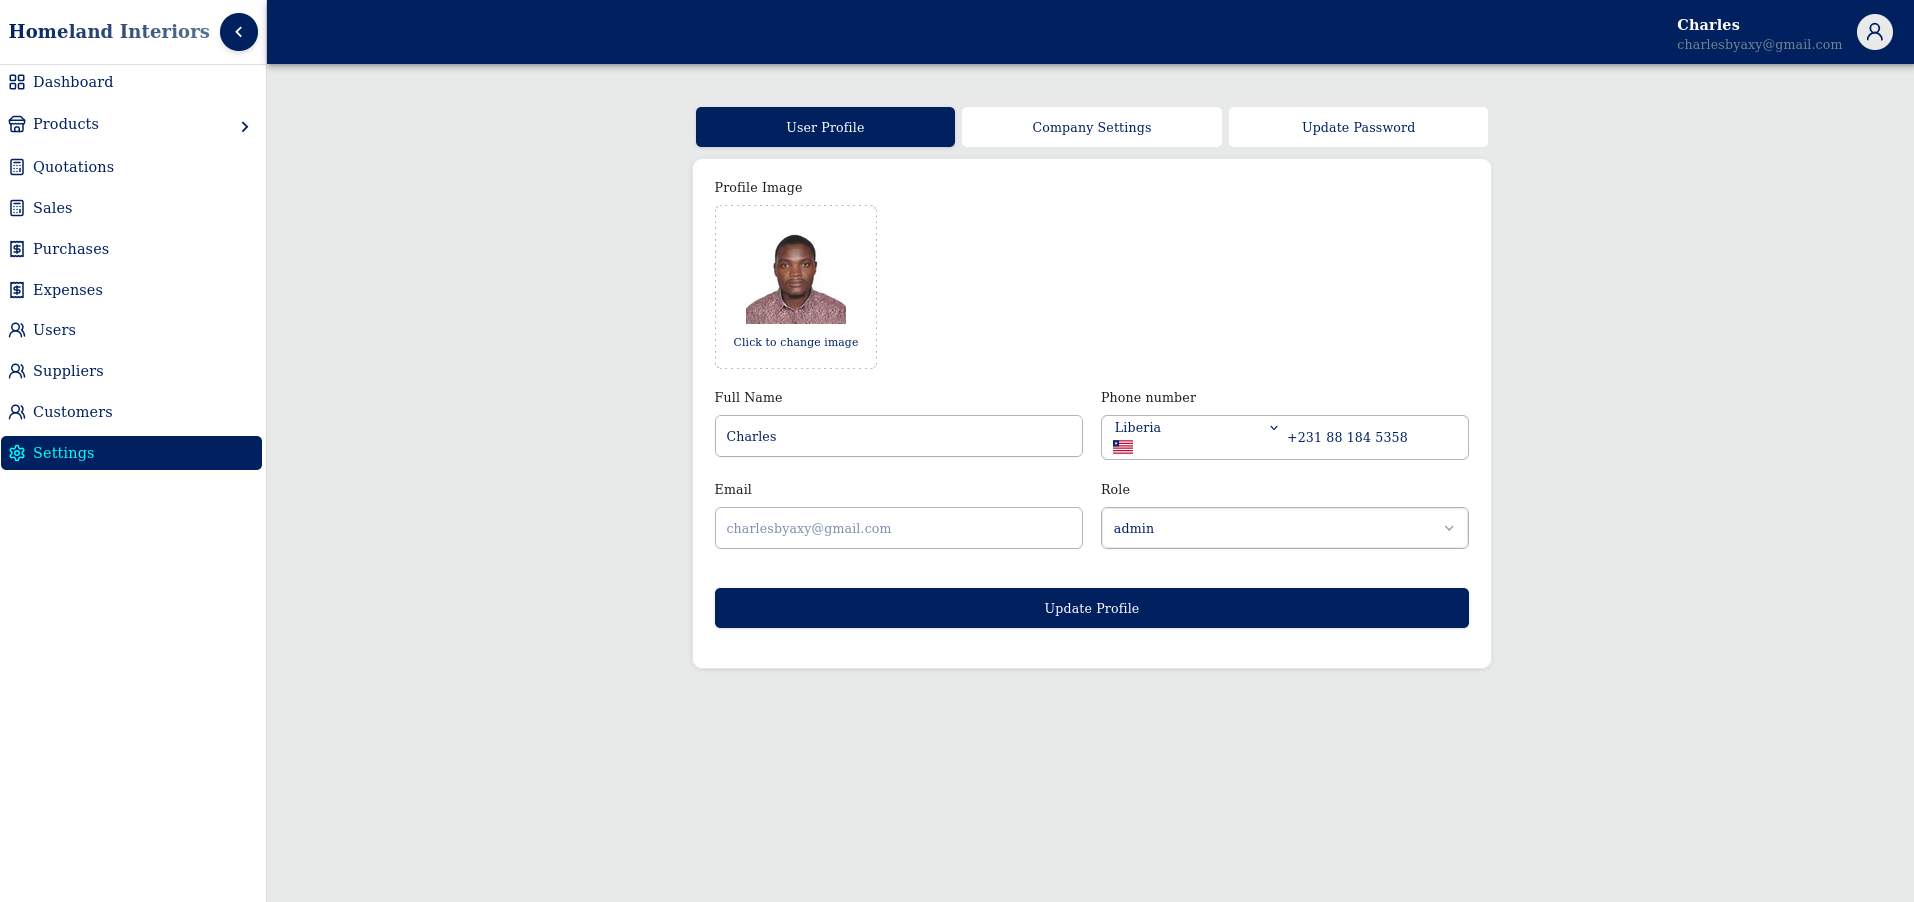 Homeland Interiors
Charles
charlesbyaxy@gmail.com
Dashboard
Products
Quotations
Sales
Purchases
Expenses
Users
Suppliers
Customers
Settings
User Profile
Company Settings
Update Password
Profile Image
Click to change image
Full Name
Phone number
Charles
Liberia
+231 88 184 5358
Email
Role
charlesbyaxy@gmail.com
admin
Update Profile